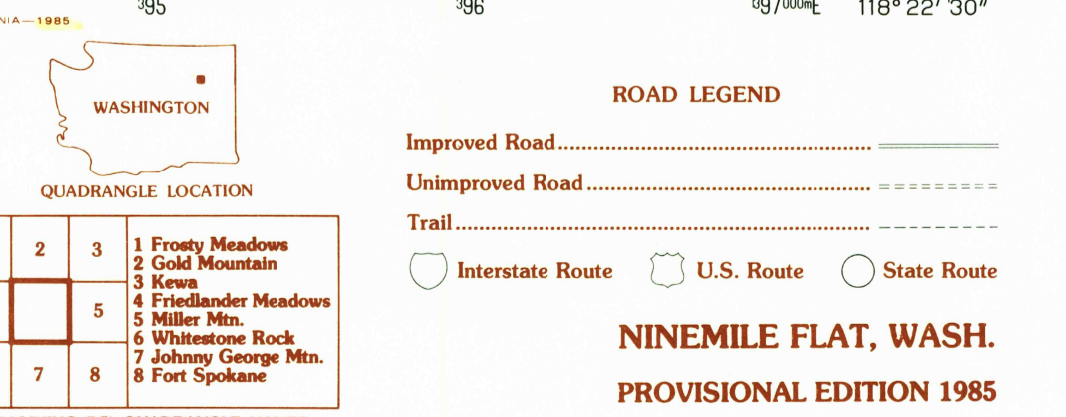 395 396 397000mE 118° 22' 30"
NIA—1985
WASHINGTON
QUADRANGLE LOCATION
2 3
5
7 8
1 Frosty Meadows
2 Gold Mountain
3 Kewa
4 Friedlander Meadows
5 Miller Mtn.
6 Whitestone Rock
7 Johnny George Mtn.
8 Fort Spokane
ROAD LEGEND
Improved Road
Unimproved Road
Trail
Interstate Route U.S. Route State Route
NINEMILE FLAT, WASH.
PROVISIONAL EDITION 1985